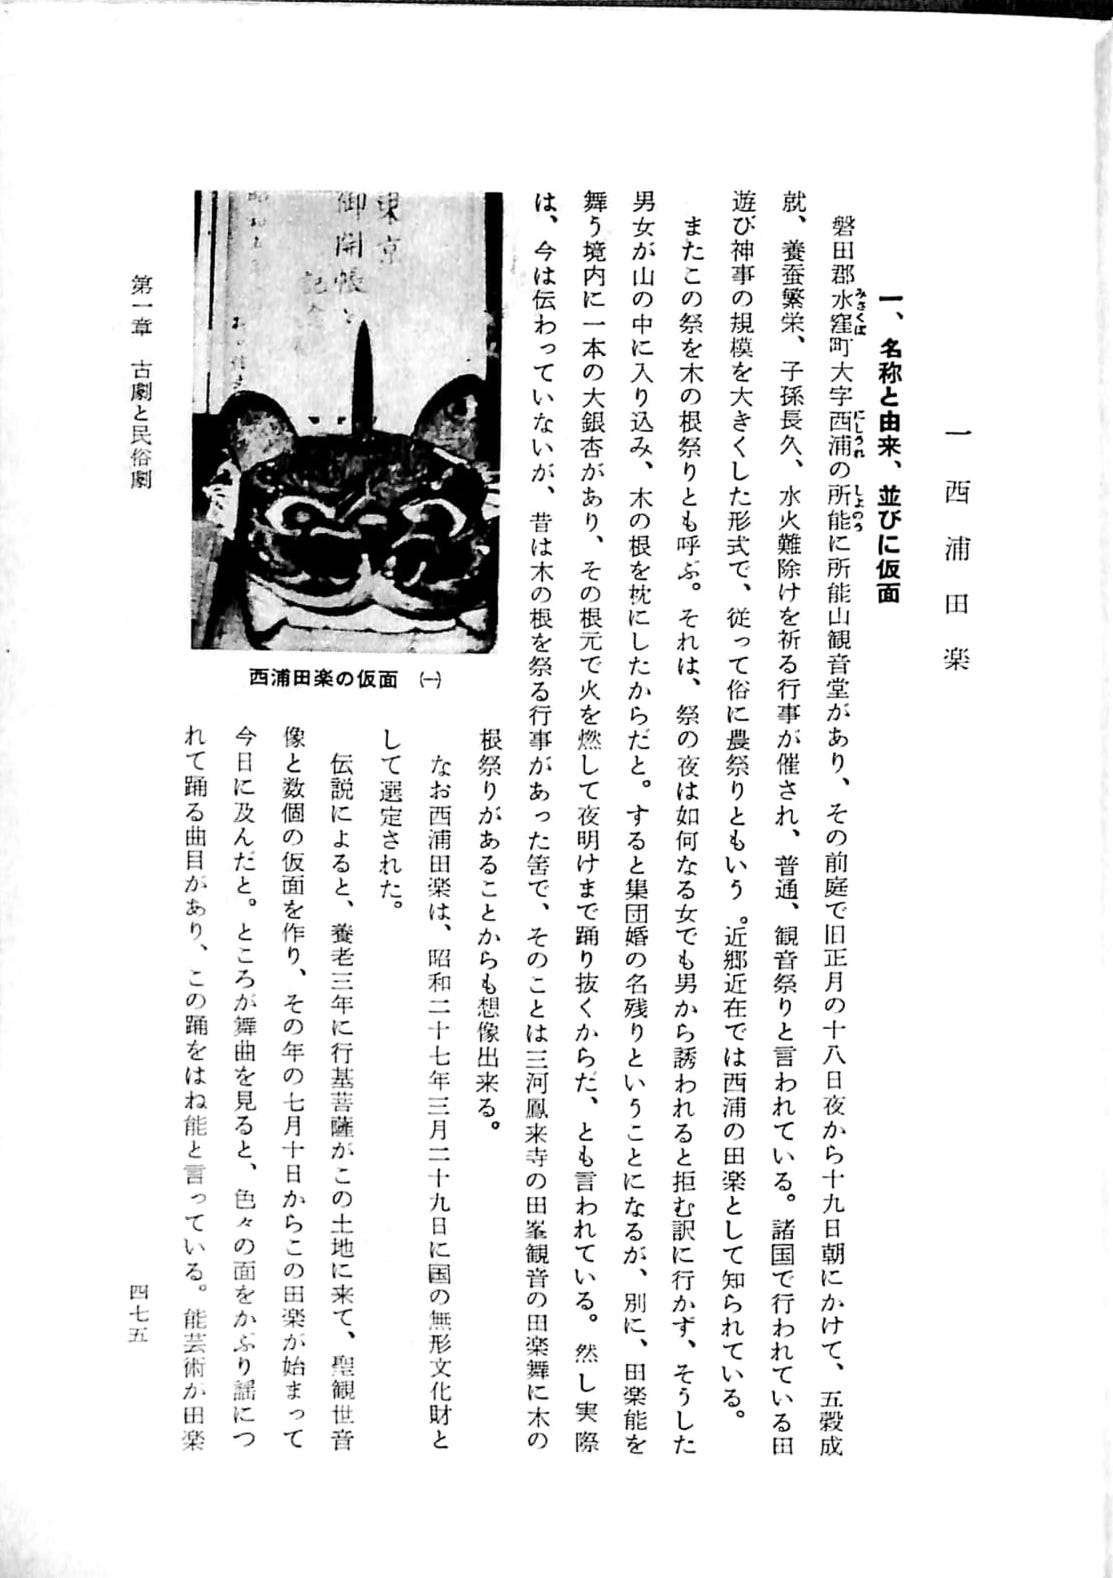 一 西浦田楽
一、名称と由来、並びに仮面
磐田郡水窪町大字西浦の所能に所能山観音堂があり、その前庭で旧正月の十八日夜から十九日朝にかけて、五穀成
みさくぼ
にしうれ
しょのう
就、養蚕繁栄、子孫長久、水火難除けを祈る行事が催され、普通、観音祭りと言われている。諸国で行われている田
遊び神事の規模を大きくした形式で、従って俗に農祭りともいう。近郷近在では西浦の田楽として知られている。
またこの祭を木の根祭りとも呼ぶ。それは、祭の夜は如何なる女でも男から誘われると拒む訳に行かず、そうした
男女が山の中に入り込み、木の根を枕にしたからだと。すると集団婚の名残りということになるが、別に、田楽能を
舞う境内に一本の大銀杏があり、その根元で火を燃して夜明けまで踊り抜くからだ、とも言われている。然し実際
は、今は伝わっていないが、昔は木の根を祭る行事があった筈で、そのことは三河鳳来寺の田峯観音の田楽舞に木の
根祭りがあることからも想像出来る。
なお西浦田楽は、昭和二十七年三月二十九日に国の無形文化財と
して選定された。
伝説によると、養老三年に行基菩薩がこの土地に来て、聖観世音
像と数個の仮面を作り、その年の七月十日からこの田楽が始まって
今日に及んだと。ところが舞曲を見ると、色々の面をかぶり謡につ
れて踊る曲目があり、この踊をはね能と言っている。能芸術が田楽
東京
御開帳
記
西浦田楽の仮面 ㈠
第一章 古劇と民俗劇
四七五